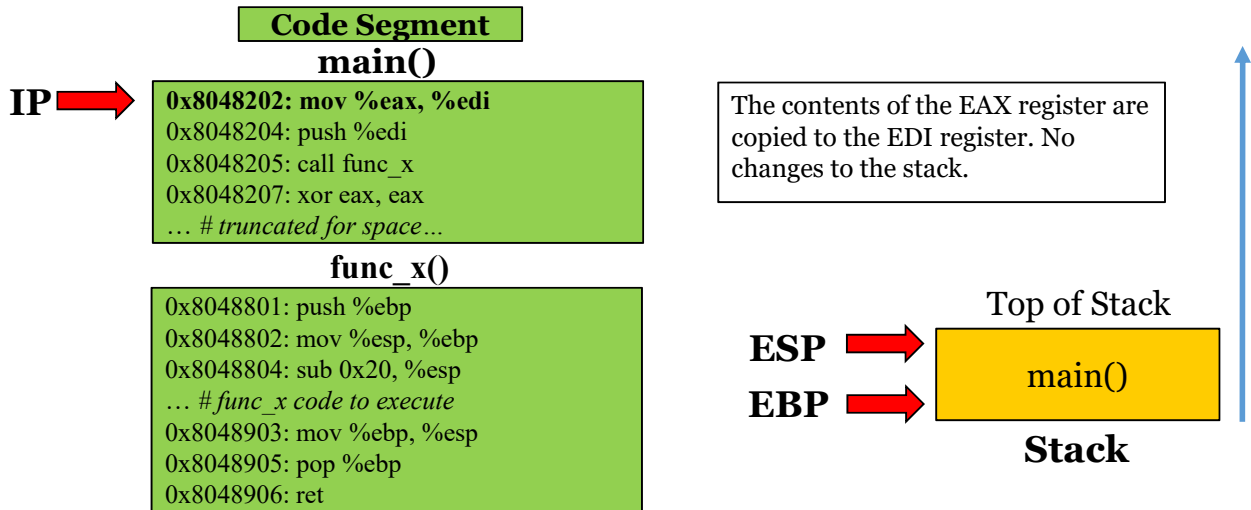 Code Segment
main()
IP
0x8048202: mov %eax, %edi
0x8048204: push %edi
0x8048205: call func_x
0x8048207: xor eax, eax
… # truncated for space…
The contents of the EAX register are
copied to the EDI register. No
changes to the stack.
func_x()
0x8048801: push %ebp
0x8048802: mov %esp, %ebp
0x8048804: sub 0x20, %esp
… # func_x code to execute
0x8048903: mov %ebp, %esp
0x8048905: pop %ebp
0x8048906: ret
Top of Stack
ESP
main()
EBP
Stack